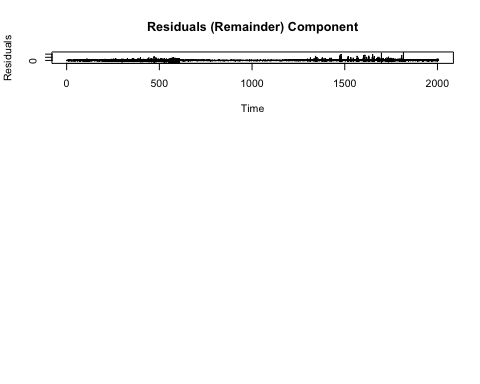 Residuals (Remainder) Component
Residuals
0
0 500 1000 1500 2000
Time